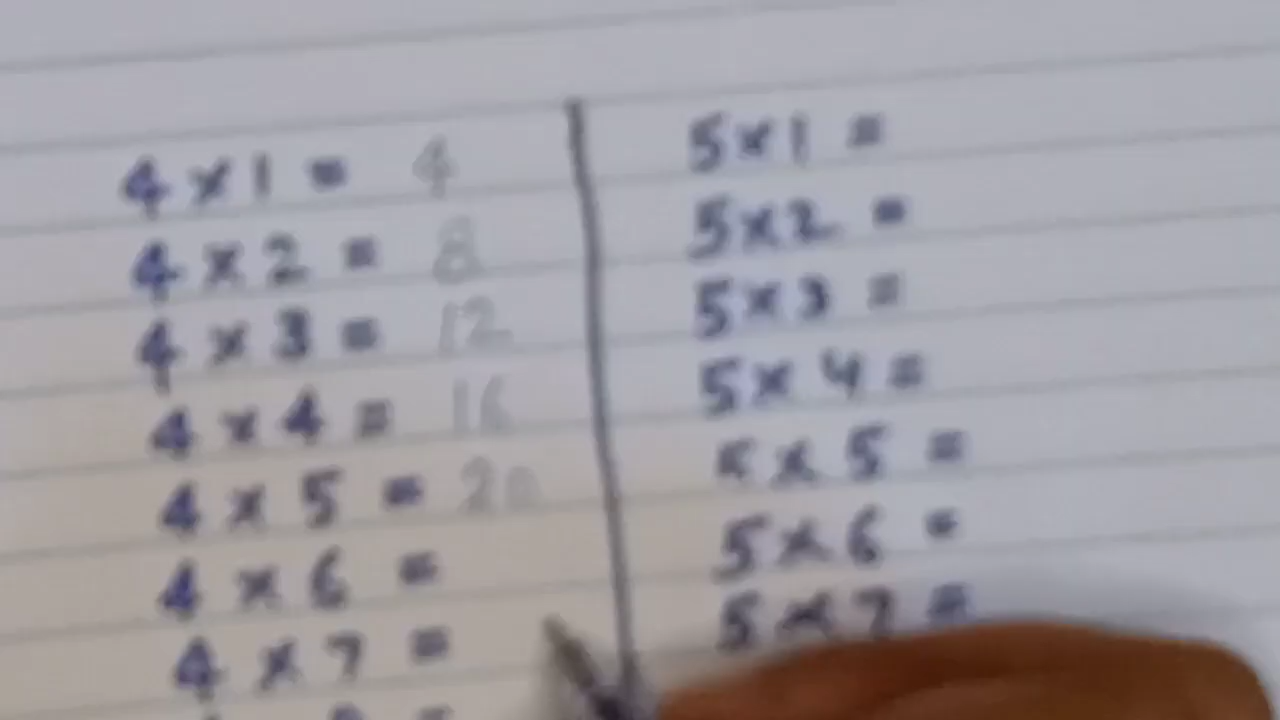 4 × 1 = 4
4 × 2 = 8
4 × 3 = 12
4 × 4 = 16
4 × 5 = 20
4 × 6 =
4 × 7 =
5 × 1 =
5 × 2 =
5 × 3 =
5 × 4 =
5 × 5 =
5 × 6 =
5 × 7 =